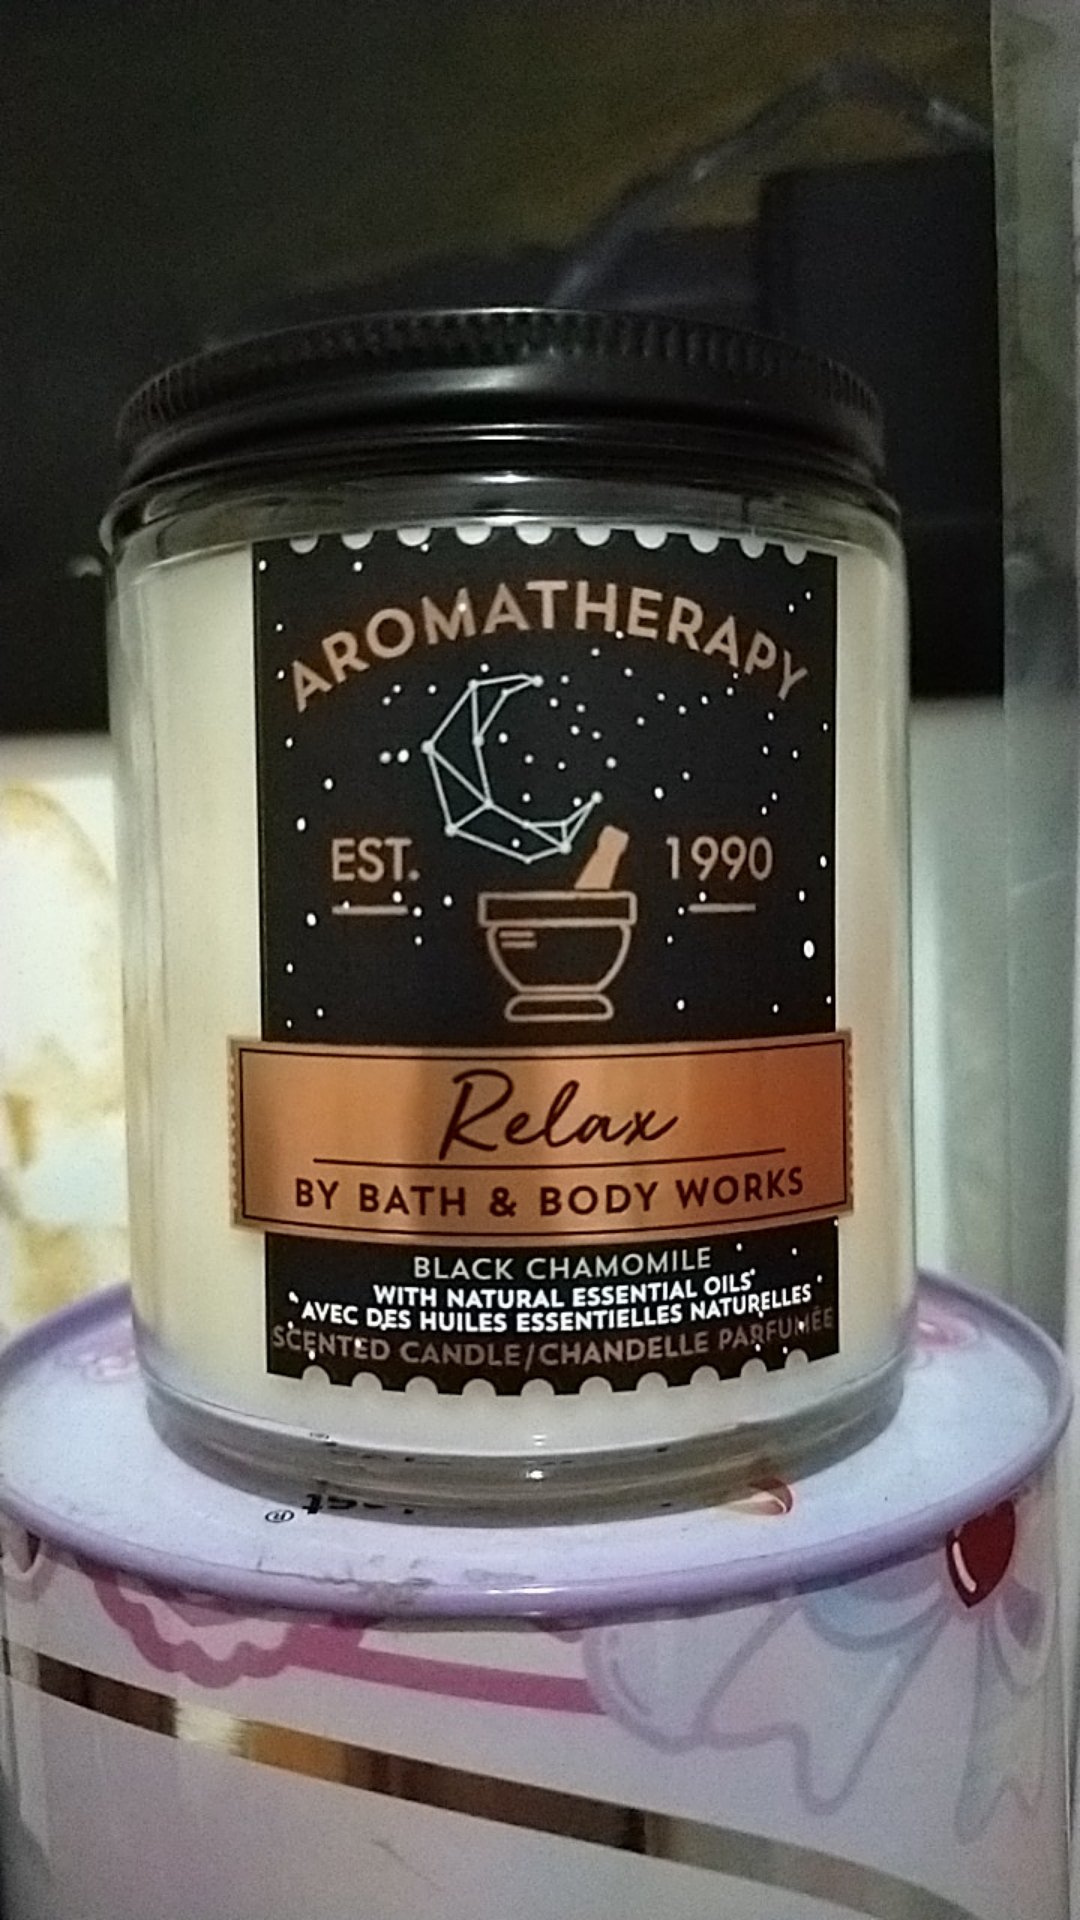 AROMATHERAPY
EST. 1990
Relax
BY BATH & BODY WORKS
BLACK CHAMOMILE
WITH NATURAL ESSENTIAL OILS
AVEC DES HUILES ESSENTIELLES NATURELLES
SCENTED CANDLE/CHANDELLE PARFUMÉE
®